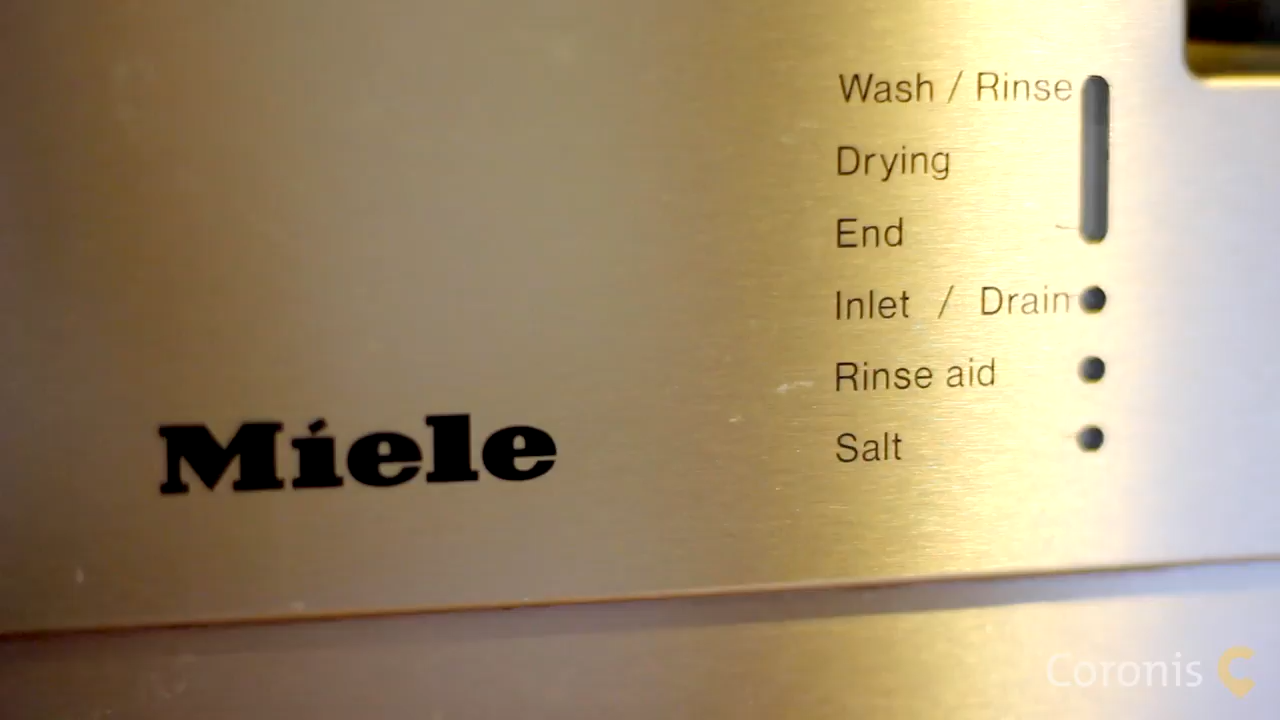 Wash / Rinse
Drying
End
Inlet / Drain
Rinse aid
Salt
Miele
Coronis